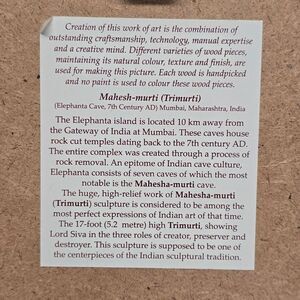 Creation of this work of art is the combination of
outstanding craftsmanship, technology, manual expertise
and a creative mind. Different varieties of wood pieces,
maintaining its natural colour, texture and finish, are
used for making this picture. Each wood is handpicked
and no paint is used to colour these wood pieces.
Mahesh-murti (Trimurti)
(Elephanta Cave, 7th Century AD) Mumbai, Maharashtra, India
The Elephanta island is located 10 km away from
the Gateway of India at Mumbai. These caves house
rock cut temples dating back to the 7th century AD.
The entire complex was created through a process of
rock removal. An epitome of Indian cave culture,
Elephanta consists of seven caves of which the most
notable is the Mahesha-murti cave.
The huge, high-relief work of Mahesha-murti
(Trimurti) sculpture is considered to be among the
most perfect expressions of Indian art of that time.
The 17-foot (5.2 metre) high Trimurti, showing
Lord Siva in the three roles of creator, preserver and
destroyer. This sculpture is supposed to be one of
the centerpieces of the Indian sculptural tradition.